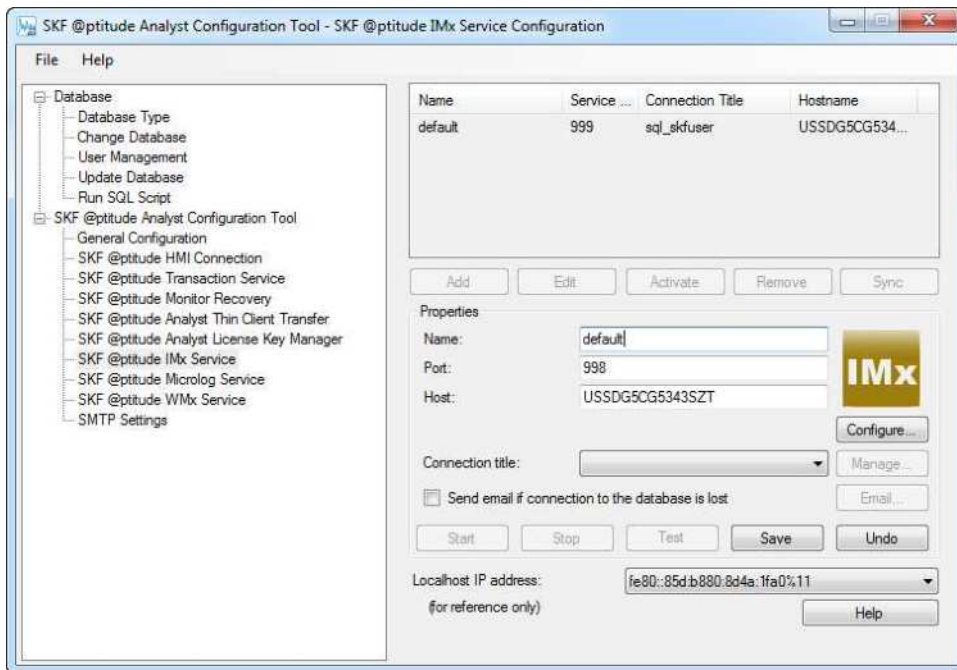 SKF @ptitude Analyst Configuration Tool - SKF @ptitude IMx Service Configuration
File Help
Database
Database Type
Change Database
User Management
Update Database
Run SQL Script
SKF @ptitude Analyst Configuration Tool
General Configuration
SKF @ptitude HMI Connection
SKF @ptitude Transaction Service
SKF @ptitude Monitor Recovery
SKF @ptitude Analyst Thin Client Transfer
SKF @ptitude Analyst License Key Manager
SKF @ptitude IMx Service
SKF @ptitude Microlog Service
SKF @ptitude WMx Service
SMTP Settings
Name Service ... Connection Title Hostname
default 999 sql_skfuser USSDG5CG534...
Add Edit Activate Remove Sync
Properties
Name: default
Port: 998
Host: USSDG5CG5343SZT
IMx
Configure...
Connection title: Manage...
Send email if connection to the database is lost Email...
Start Stop Test Save Undo
Localhost IP address: fe80::85d:b880:8d4a:1fa0%11
(for reference only) Help